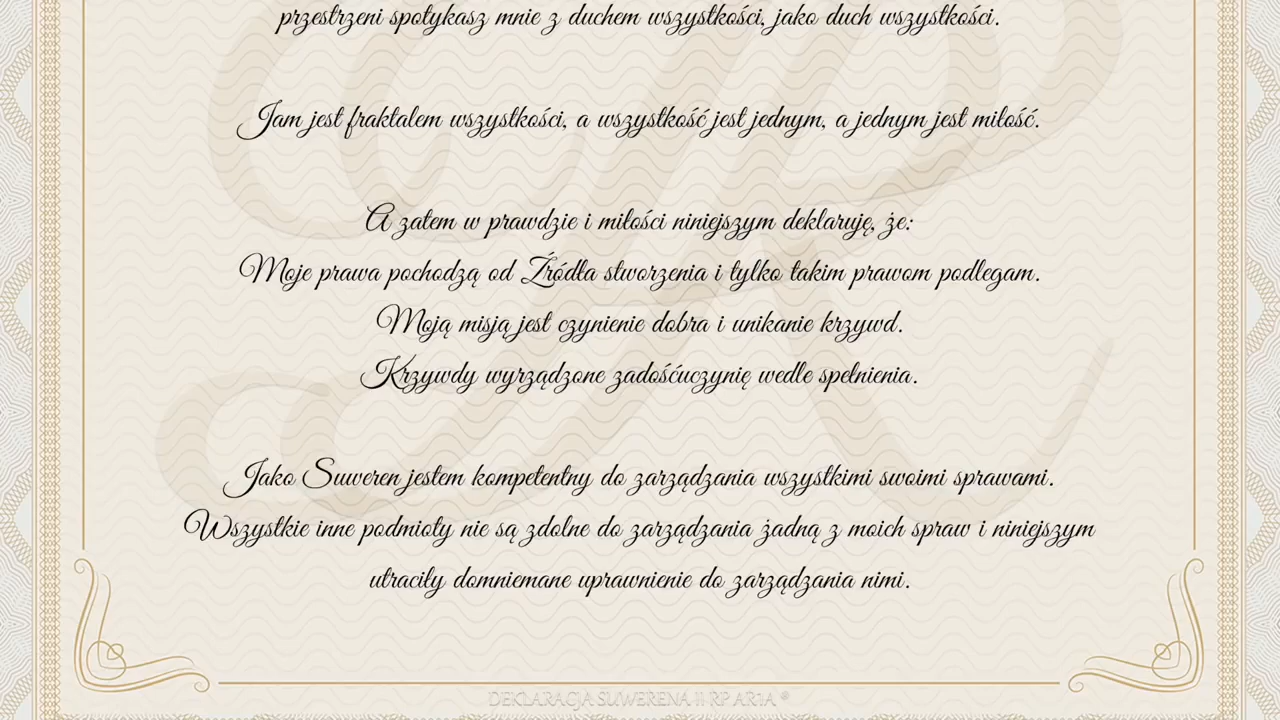 przestrzeni spotykasz mnie z duchem wszystkości, jako duch wszystkości.
Jam jest fraktalem wszystkości, a wszystkość jest jednym, a jednym jest miłość.
A zatem w prawdzie i miłości niniejszym deklaruję, że:
Moje prawa pochodzą od Źródła stworzenia i tylko takim prawom podlegam.
Moją misją jest czynienie dobra i unikanie krzywd.
Krzywdy wyrządzone zadośćuczynię wedle spełnienia.
Jako Suweren jestem kompetentny do zarządzania wszystkimi swoimi sprawami.
Wszystkie inne podmioty nie są zdolne do zarządzania żadną z moich spraw i niniejszym
utraciły domniemane uprawnienie do zarządzania nimi.
DEKLARACJA SUWERENA II RP ARIA ®